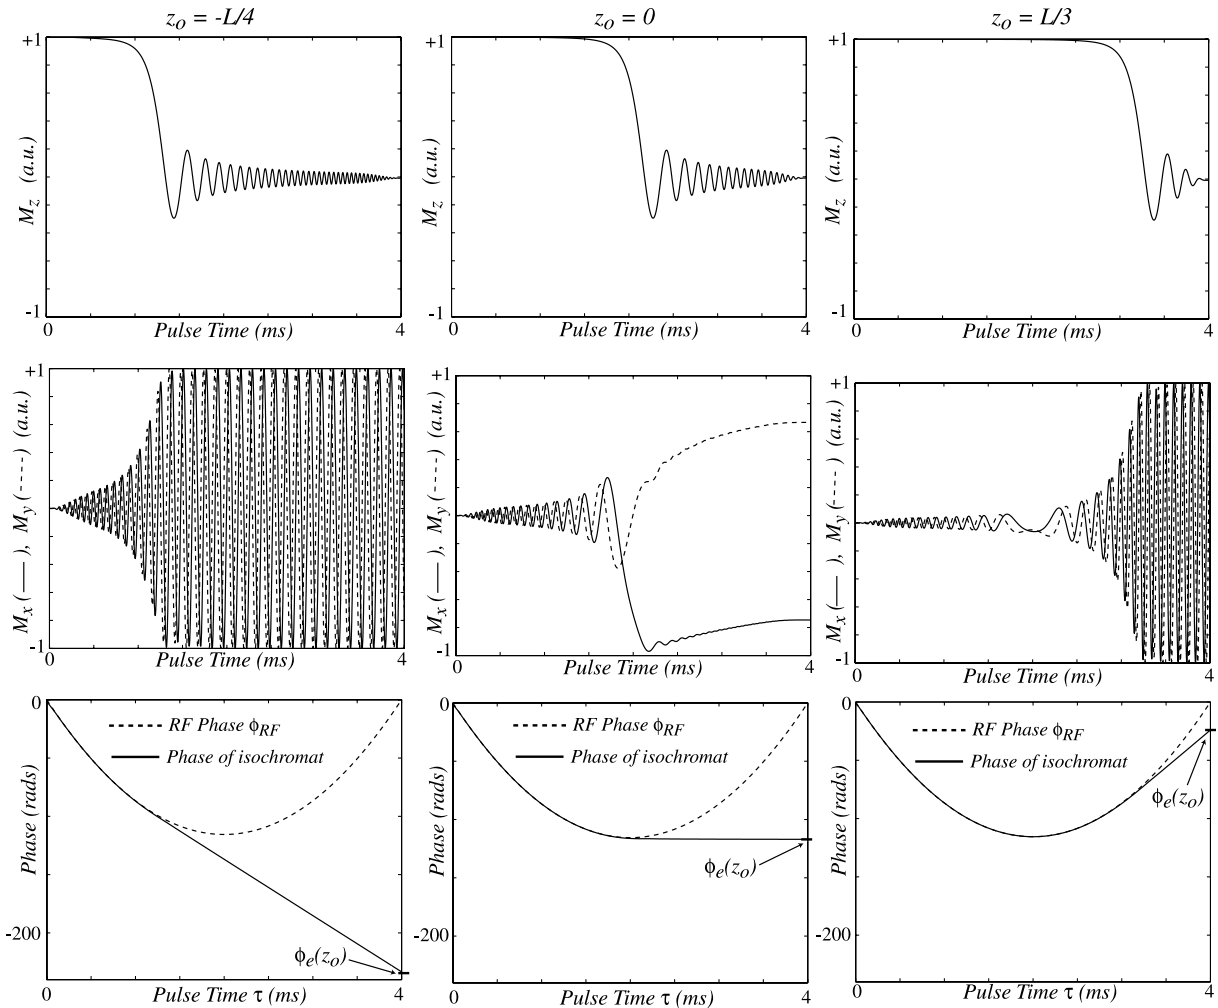 z_o = -L/4
z_o = 0
z_o = L/3
+1
M_z (a.u.)
-1
0
Pulse Time (ms)
4
+1
M_z (a.u.)
-1
0
Pulse Time (ms)
4
+1
M_z (a.u.)
-1
0
Pulse Time (ms)
4
+1
M_x (——), M_y (----) (a.u.)
-1
0
Pulse Time (ms)
4
+1
M_x (——), M_y (----) (a.u.)
-1
0
Pulse Time (ms)
4
+1
M_x (——), M_y (----) (a.u.)
-1
0
Pulse Time (ms)
4
0
RF Phase ϕ_RF
Phase of isochromat
Phase (rads)
-200
ϕ_e(z_o)
0
Pulse Time τ (ms)
4
0
RF Phase ϕ_RF
Phase of isochromat
Phase (rads)
ϕ_e(z_o)
-200
0
Pulse Time τ (ms)
4
0
RF Phase ϕ_RF
Phase of isochromat
ϕ_e(z_o)
Phase (rads)
-200
0
Pulse Time τ (ms)
4